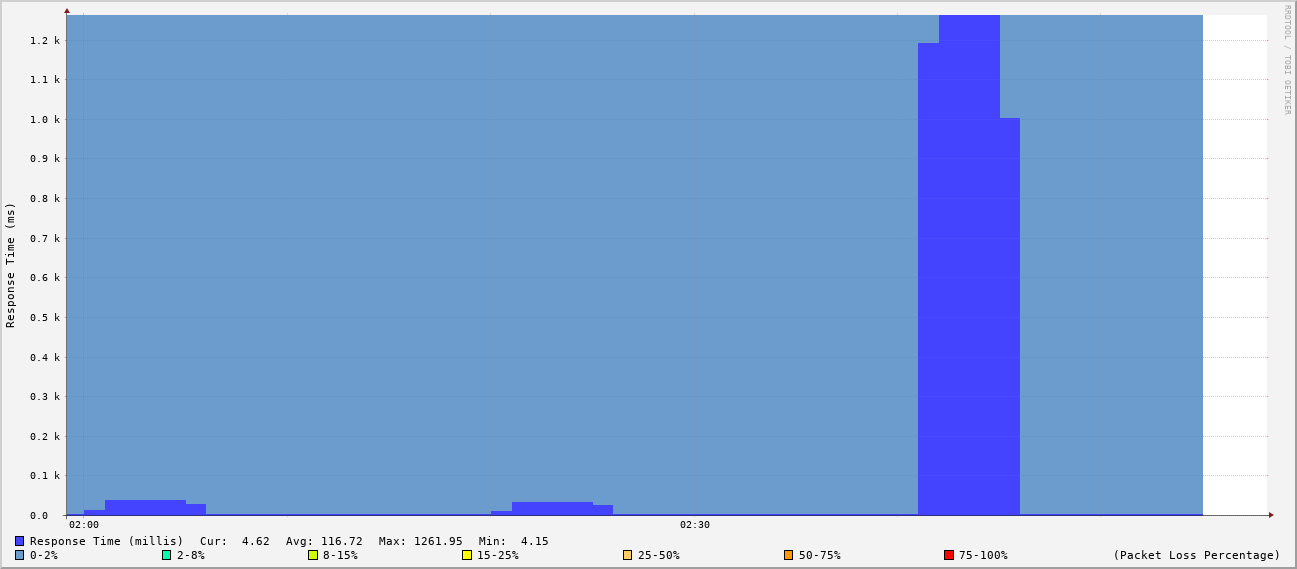 RRDTOOL / TOBI OETIKER
Response Time (ms)
1.2 k
1.1 k
1.0 k
0.9 k
0.8 k
0.7 k
0.6 k
0.5 k
0.4 k
0.3 k
0.2 k
0.1 k
0.0
02:00 02:30
Response Time (millis) Cur: 4.62 Avg: 116.72 Max: 1261.95 Min: 4.15
0-2% 2-8% 8-15% 15-25% 25-50% 50-75% 75-100% (Packet Loss Percentage)